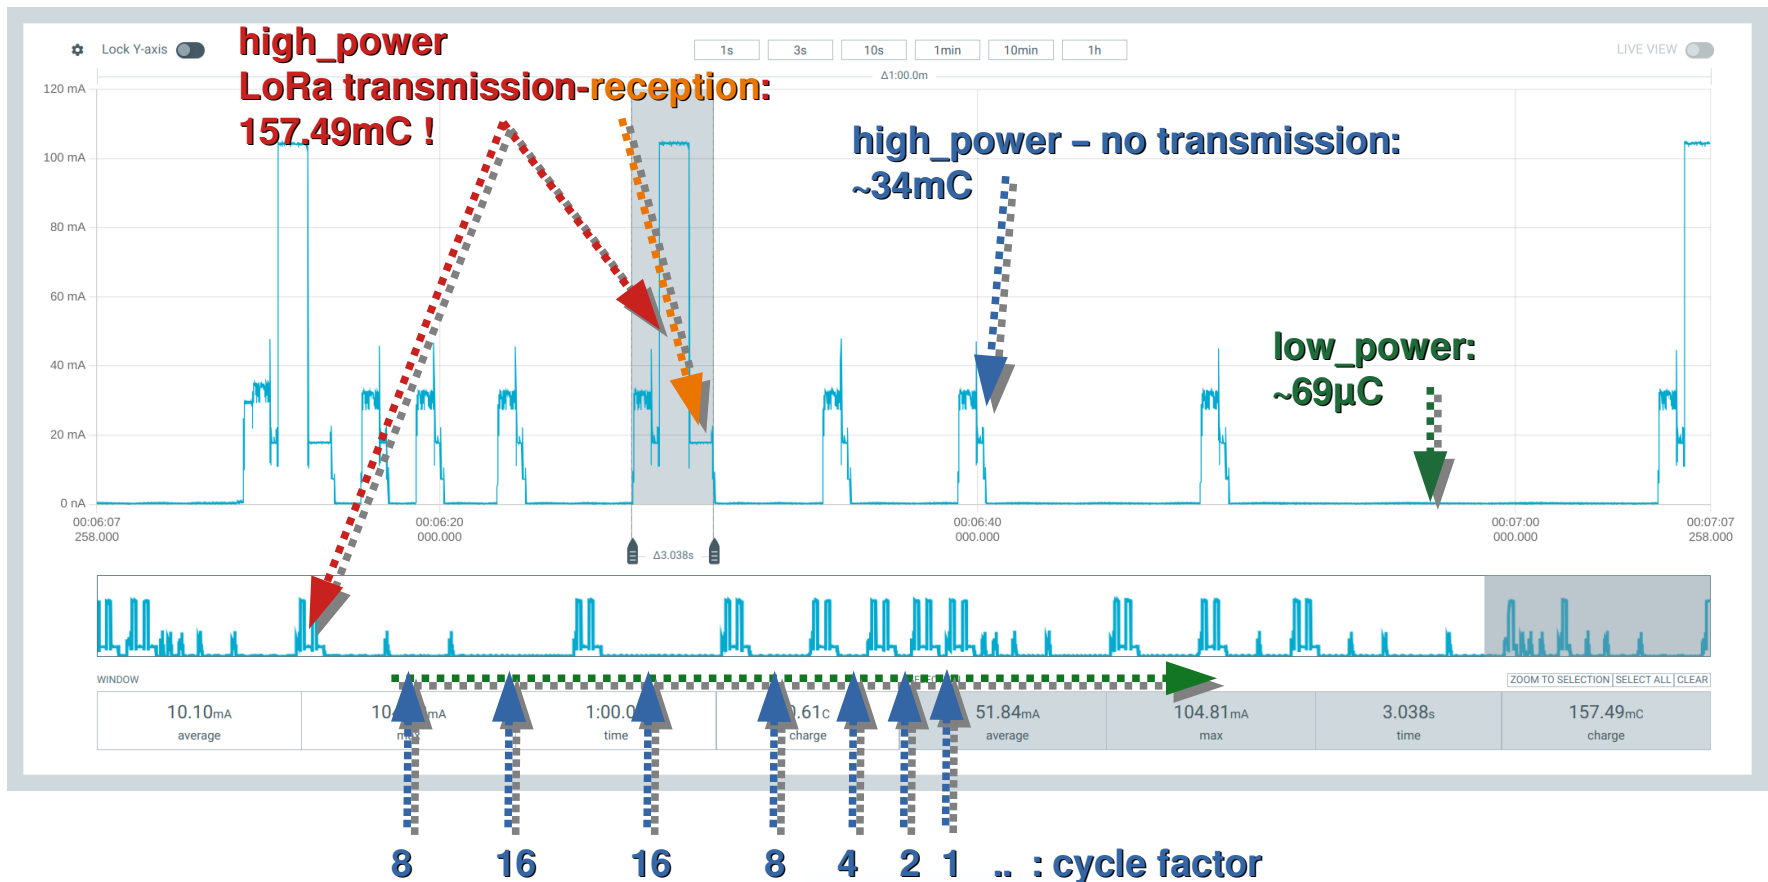 high_power
Lock Y-axis
1s 3s 10s 1min 10min 1h
LIVE VIEW
LoRa transmission-reception:
157.49mC !
Δ1:00.0m
120 mA
100 mA
80 mA
60 mA
40 mA
20 mA
0 nA
high_power – no transmission:
~34mC
low_power:
~69µC
00:06:07
258.000
00:06:20
000.000
00:06:40
000.000
00:07:00
000.000
00:07:07
258.000
Δ3.038s
WINDOW
ZOOM TO SELECTION SELECT ALL CLEAR
10.10mA
average
time
charge
51.84mA
average
104.81mA
max
3.038s
time
157.49mC
charge
8 16 16 8 4 2 1 .. : cycle factor